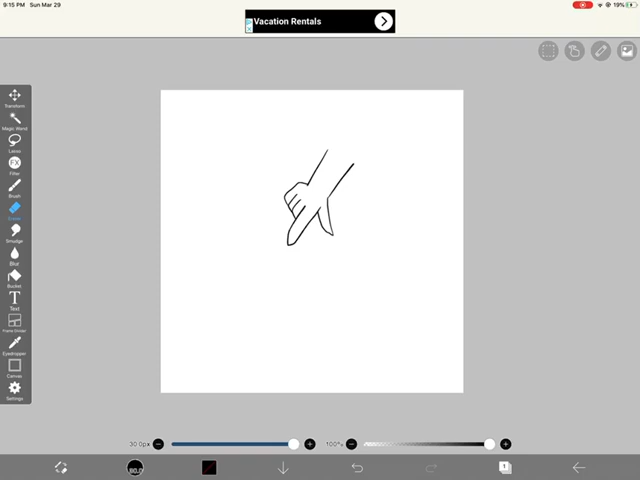 9:15 PM Sun Mar 29
19%
Vacation Rentals
Transform
Magic Wand
Lasso
FX
Filter
Brush
Eraser
Smudge
Blur
Bucket
T
Text
Frame Divider
Eyedropper
Canvas
Settings
30.0px
100%
1